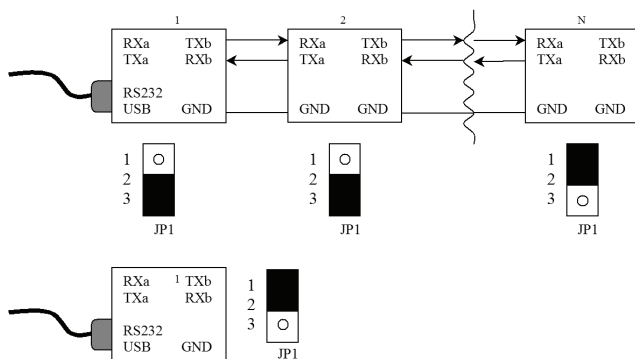 1 2 N
RXa TXb RXa TXb RXa TXb
TXa RXb TXa RXb TXa RXb
RS232
USB GND GND GND GND GND
1 1 1
2 2 2
3 3 3
JP1 JP1 JP1
RXa 1 TXb
TXa RXb
RS232
USB GND
1
2
3
JP1